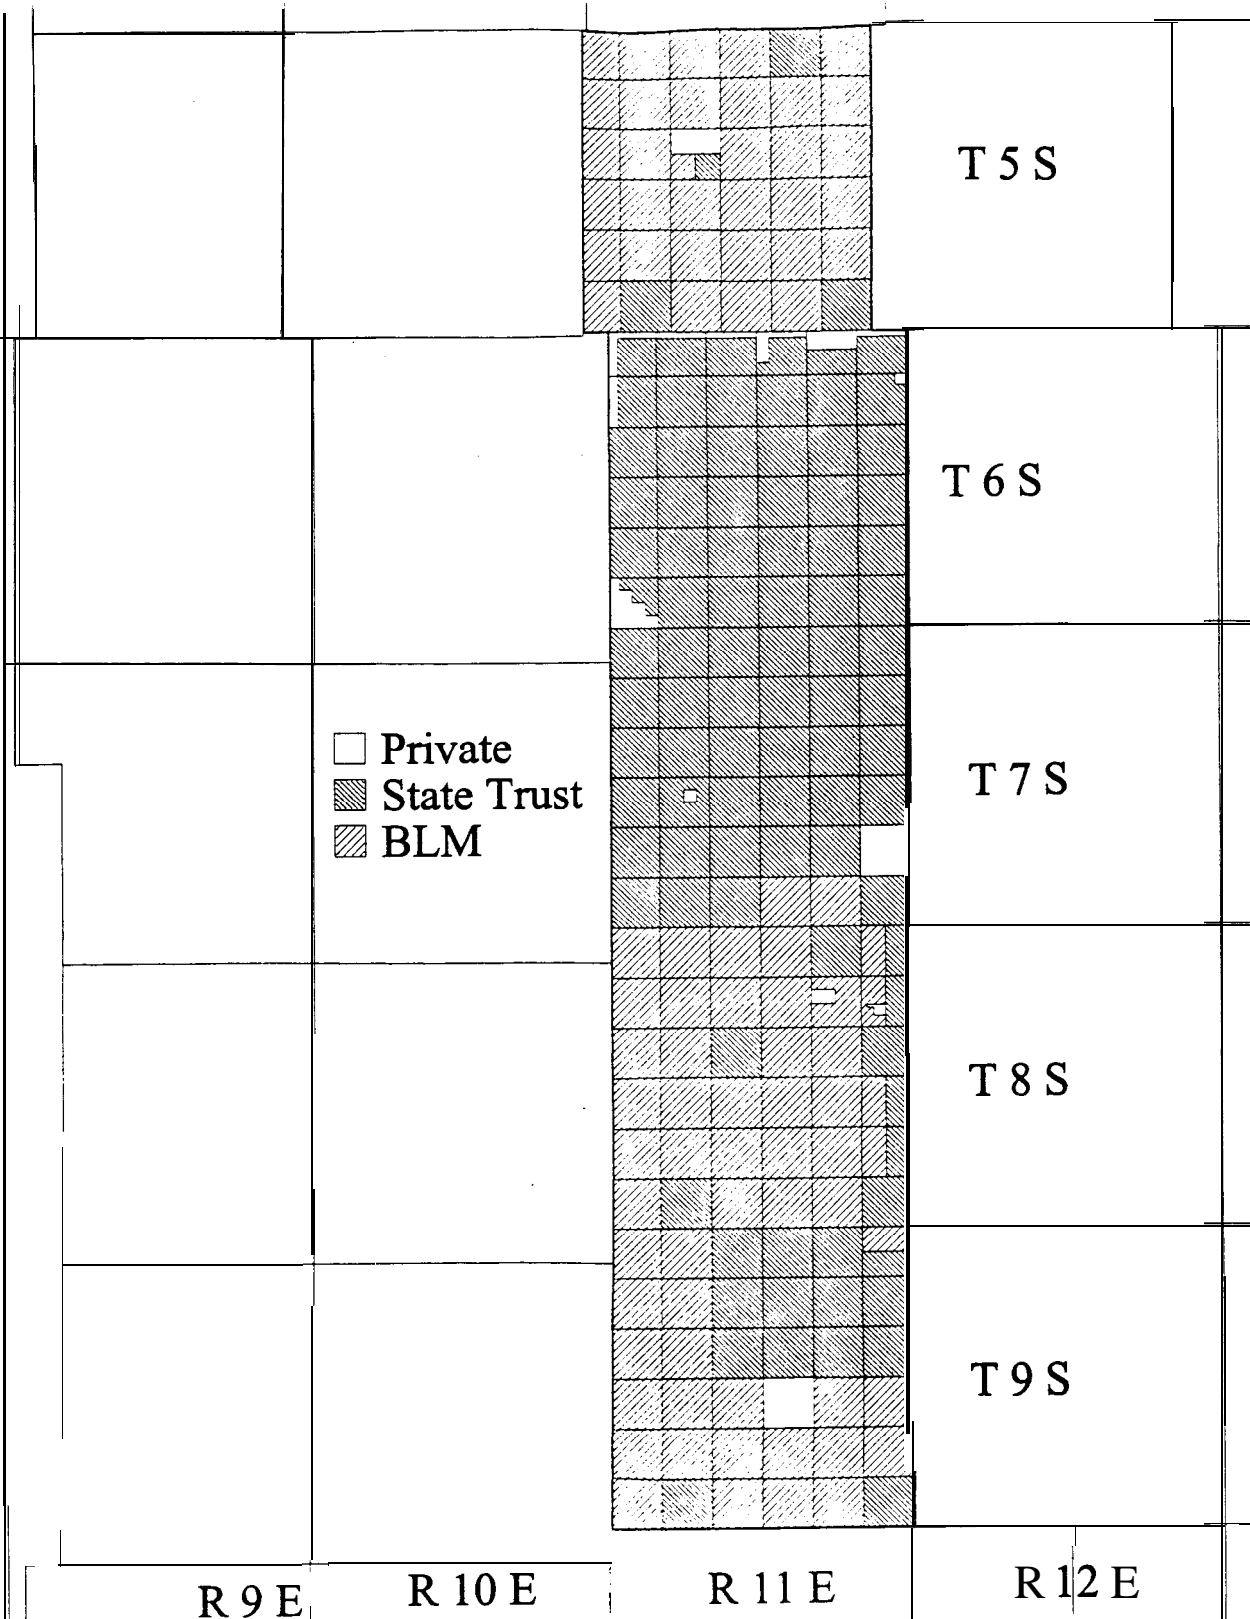 T 5 S
T 6 S
Private
State Trust
BLM
T 7 S
T 8 S
T 9 S
R 9 E
R 10 E
R 11 E
R 12 E